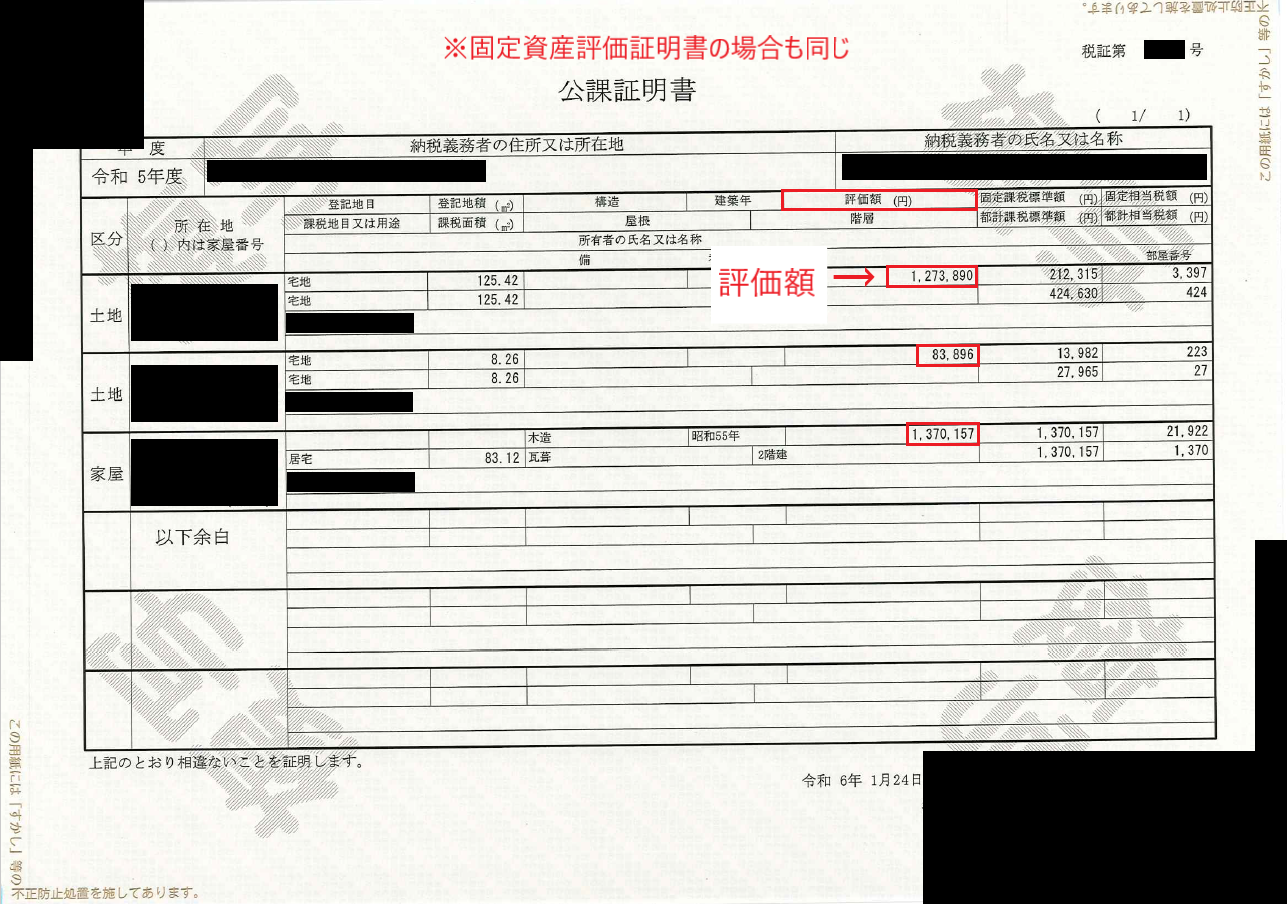 不正防止処置を施してあります。
この用紙には「すかし」等の
※固定資産評価証明書の場合も同じ
税証第 号
公課証明書
( 1/ 1)
年 度 納税義務者の住所又は所在地 納税義務者の氏名又は名称
令和 5年度
区分 所 在 地 ( )内は家屋番号
登記地目 登記地積 (㎡) 構造 建築年 評価額 (円) 固定課税標準額 (円) 固定相当税額 (円)
課税地目又は用途 課税面積 (㎡) 屋根 階層 都計課税標準額 (円) 都計相当税額 (円)
所有者の氏名又は名称
備 部屋番号
評価額 →
土地 宅地 125.42 1,273,890 212,315 3,397
宅地 125.42 424,630 424
土地 宅地 8.26 83,896 13,982 223
宅地 8.26 27,965 27
家屋 木造 昭和55年 1,370,157 1,370,157 21,922
居宅 83.12 瓦葺 2階建 1,370,157 1,370
以下余白
上記のとおり相違ないことを証明します。
令和 6年 1月24日
この用紙には「すかし」等の
不正防止処置を施してあります。